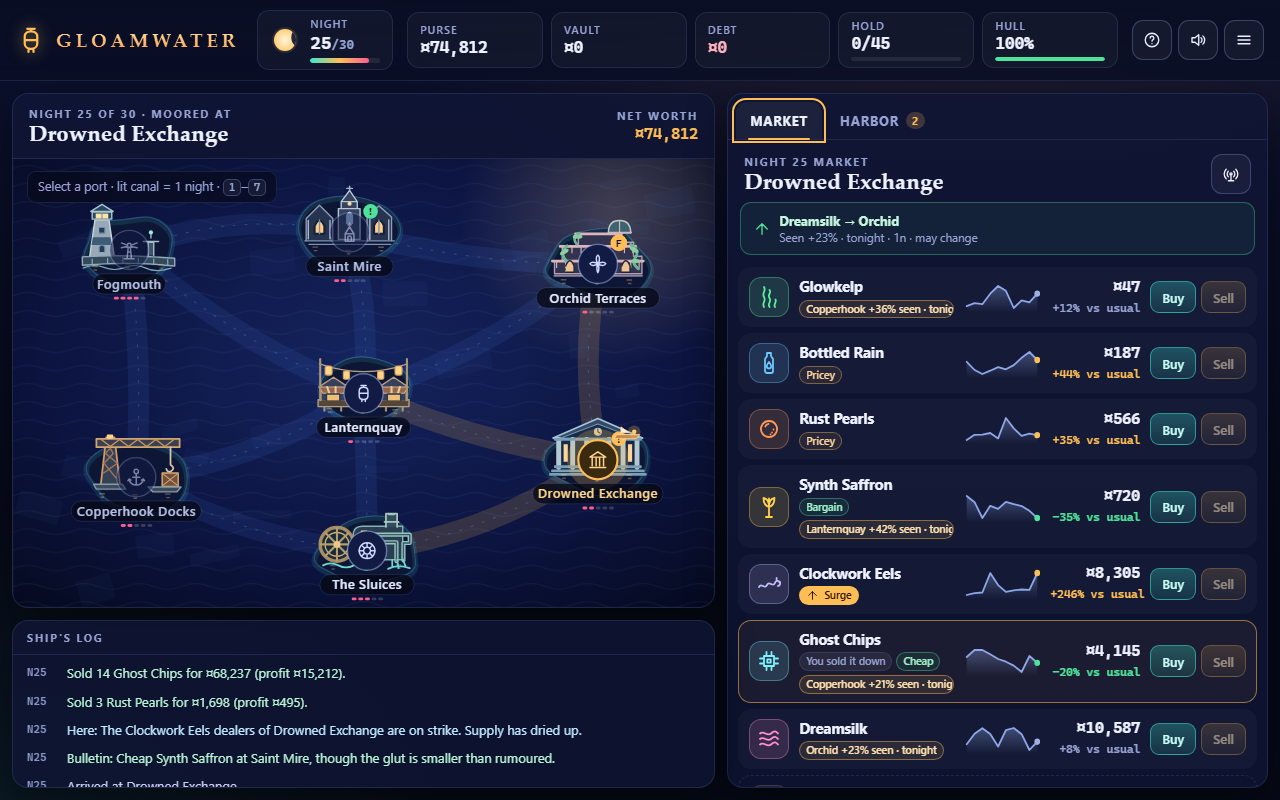 GLOAMWATER
NIGHT
25/30
PURSE
¤74,812
VAULT
¤0
DEBT
¤0
HOLD
0/45
HULL
100%
NIGHT 25 OF 30 · MOORED AT
Drowned Exchange
NET WORTH
¤74,812
Select a port · lit canal = 1 night · 1–7
Fogmouth
Saint Mire
!
F
Orchid Terraces
Lanternquay
Drowned Exchange
Copperhook Docks
The Sluices
SHIP'S LOG
N25 Sold 14 Ghost Chips for ¤68,237 (profit ¤15,212).
N25 Sold 3 Rust Pearls for ¤1,698 (profit ¤495).
N25 Here: The Clockwork Eels dealers of Drowned Exchange are on strike. Supply has dried up.
N25 Bulletin: Cheap Synth Saffron at Saint Mire, though the glut is smaller than rumoured.
N25 Arrived at Drowned Exchange
MARKET
HARBOR 2
NIGHT 25 MARKET
Drowned Exchange
Dreamsilk → Orchid
Seen +23% · tonight · 1n · may change
Glowkelp
Copperhook +36% seen · tonig
¤47
+12% vs usual
Buy
Sell
Bottled Rain
Pricey
¤187
+44% vs usual
Buy
Sell
Rust Pearls
Pricey
¤566
+35% vs usual
Buy
Sell
Synth Saffron
Bargain
Lanternquay +42% seen · tonig
¤720
−35% vs usual
Buy
Sell
Clockwork Eels
↑ Surge
¤8,305
+246% vs usual
Buy
Sell
Ghost Chips
You sold it down
Cheap
Copperhook +21% seen · tonig
¤4,145
−20% vs usual
Buy
Sell
Dreamsilk
Orchid +23% seen · tonight
¤10,587
+8% vs usual
Buy
Sell